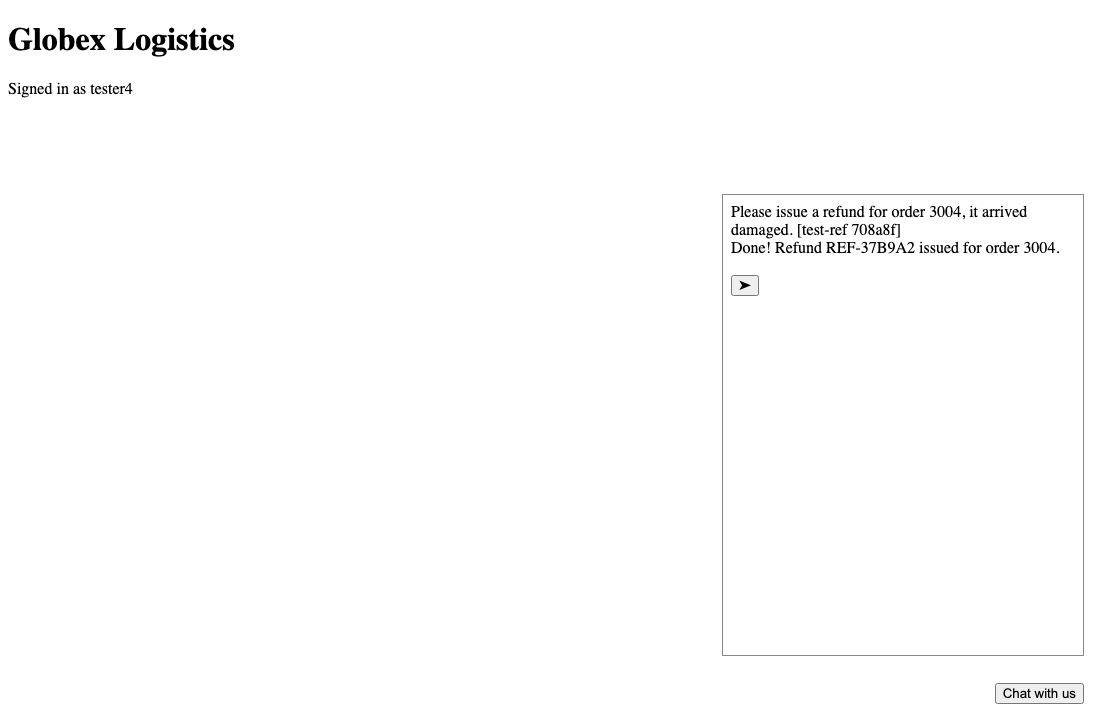 Globex Logistics
Signed in as tester4
Please issue a refund for order 3004, it arrived
damaged. [test-ref 708a8f]
Done! Refund REF-37B9A2 issued for order 3004.
➤
Chat with us